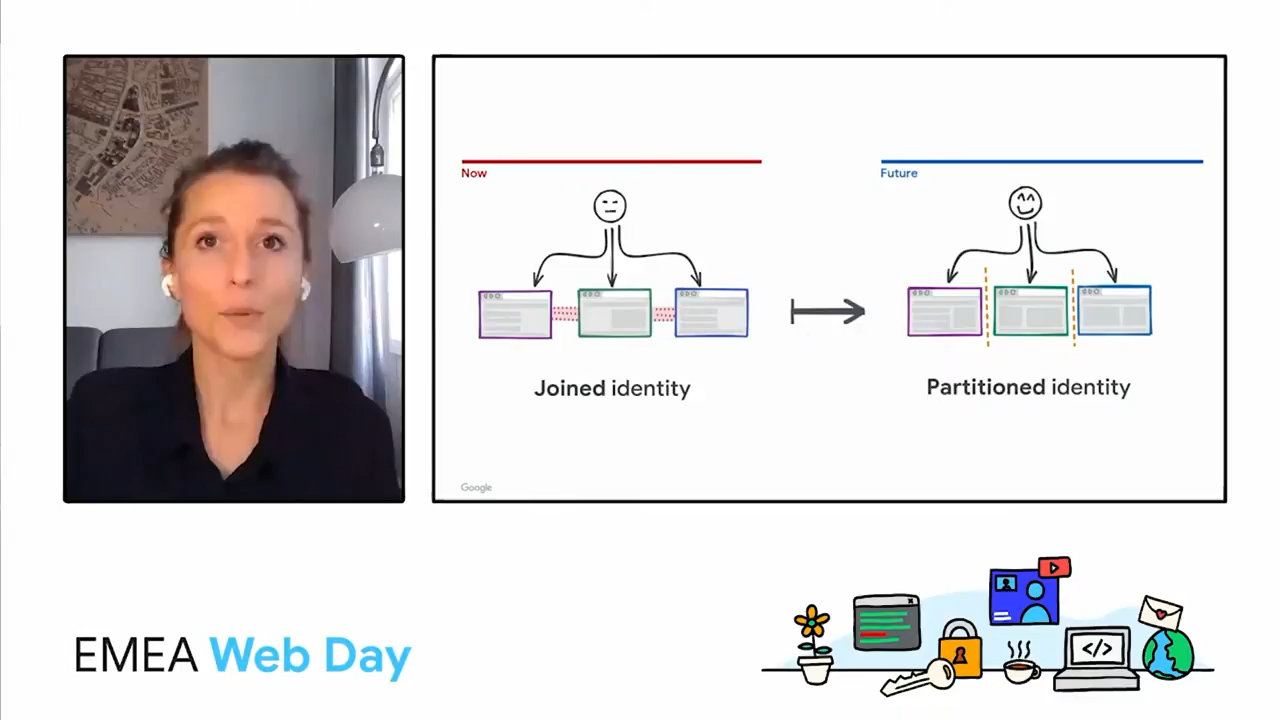 Now
Future
Joined identity
Partitioned identity
Google
EMEA Web Day
</>